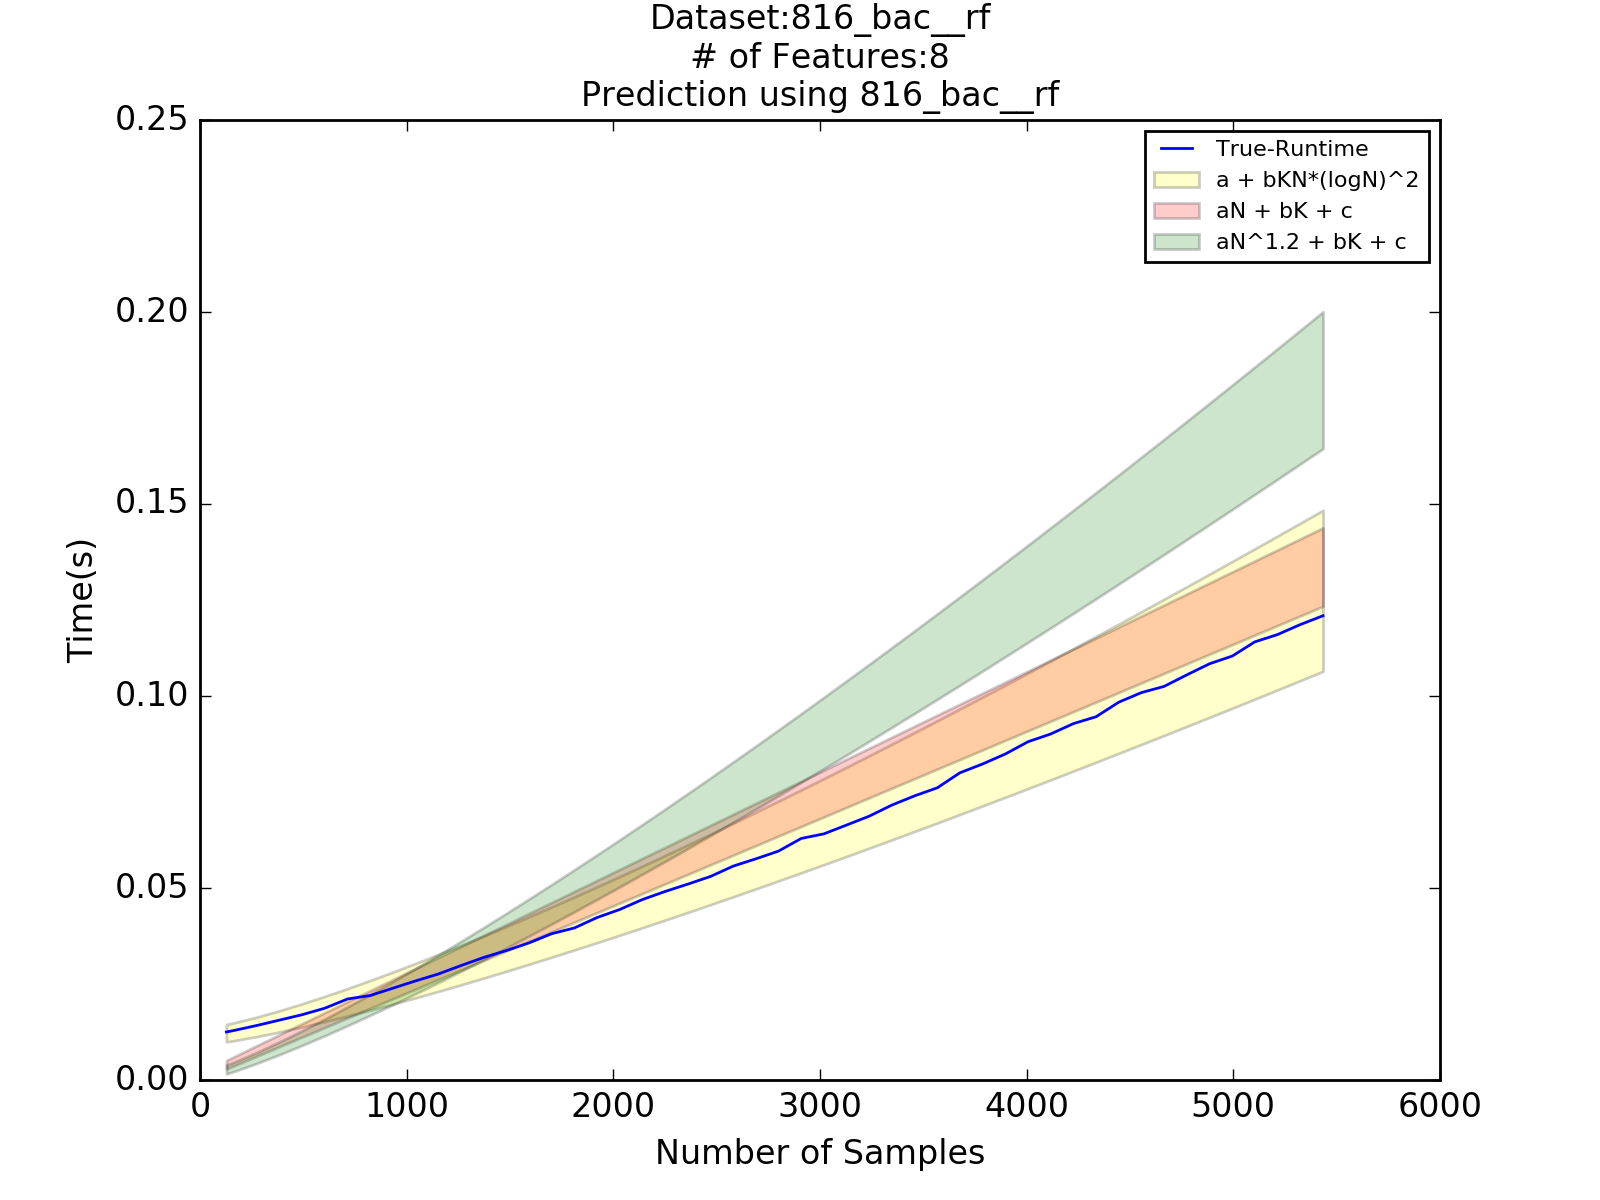 Dataset:816_bac__rf
# of Features:8
Prediction using 816_bac__rf
0.25
0.20
0.15
0.10
0.05
0.00
Time(s)
0 1000 2000 3000 4000 5000 6000
Number of Samples
True-Runtime
a + bKN*(logN)^2
aN + bK + c
aN^1.2 + bK + c